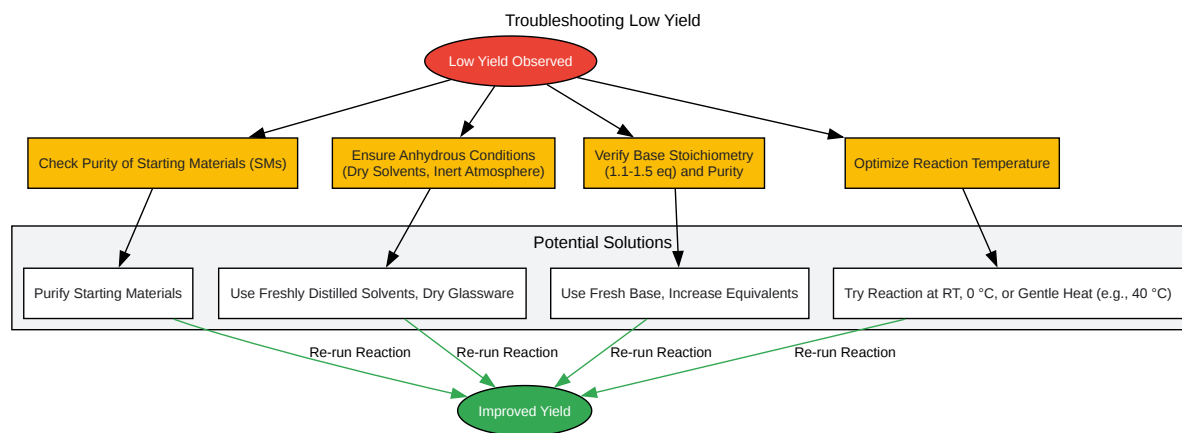 Troubleshooting Low Yield
Low Yield Observed
Check Purity of Starting Materials (SMs)
Ensure Anhydrous Conditions
(Dry Solvents, Inert Atmosphere)
Verify Base Stoichiometry
(1.1-1.5 eq) and Purity
Optimize Reaction Temperature
Potential Solutions
Purify Starting Materials
Use Freshly Distilled Solvents, Dry Glassware
Use Fresh Base, Increase Equivalents
Try Reaction at RT, 0 °C, or Gentle Heat (e.g., 40 °C)
Re-run Reaction
Re-run Reaction
Re-run Reaction
Re-run Reaction
Improved Yield